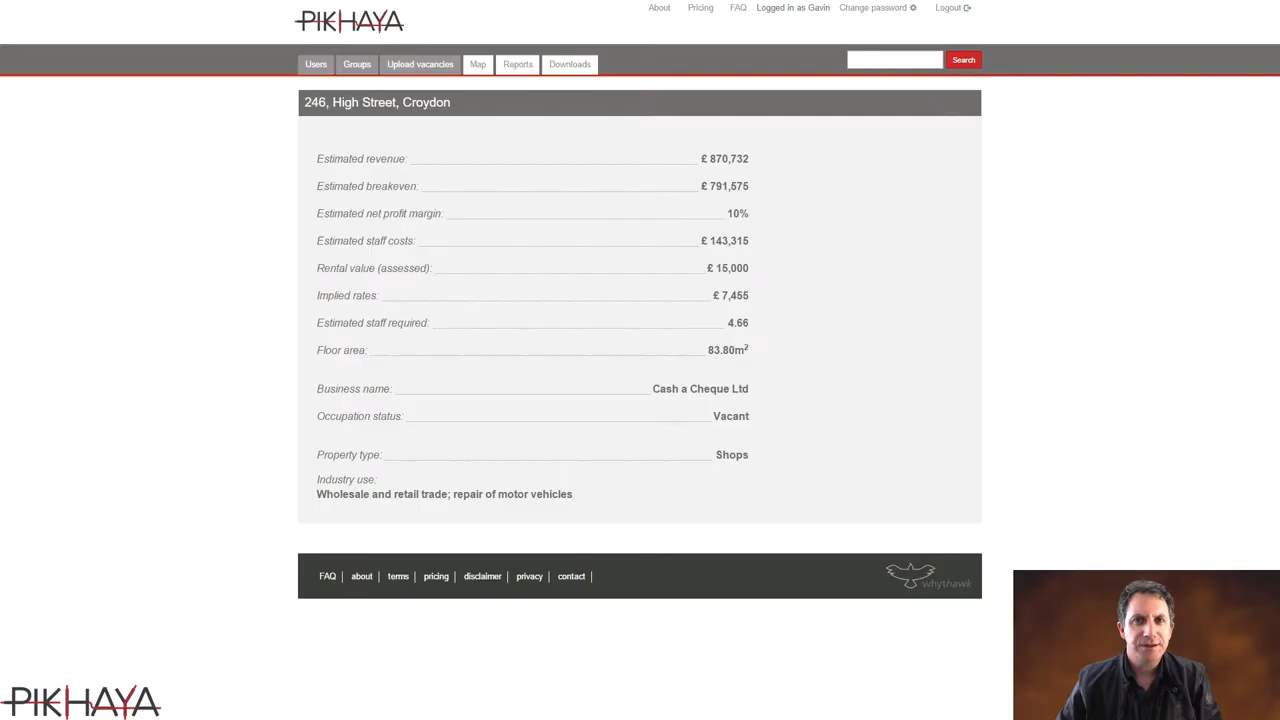 PIKHAYA
About Pricing FAQ Logged in as Gavin Change password Logout
Users Groups Upload vacancies Map Reports Downloads Search
246, High Street, Croydon
Estimated revenue: £ 870,732
Estimated breakeven: £ 791,575
Estimated net profit margin: 10%
Estimated staff costs: £ 143,315
Rental value (assessed): £ 15,000
Implied rates: £ 7,455
Estimated staff required: 4.66
Floor area: 83.80m²
Business name: Cash a Cheque Ltd
Occupation status: Vacant
Property type: Shops
Industry use:
Wholesale and retail trade; repair of motor vehicles
FAQ | about | terms | pricing | disclaimer | privacy | contact |
whythawk
PIKHAYA